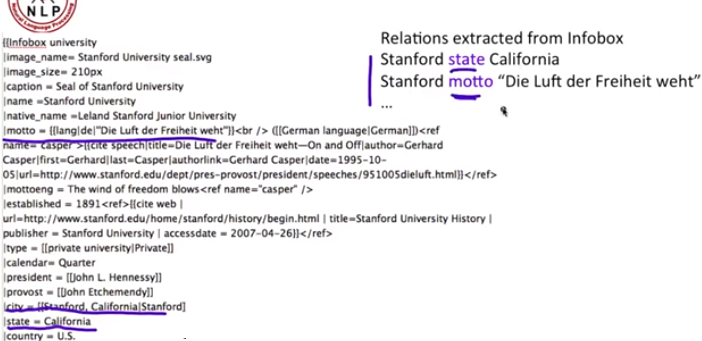 NLP
{{Infobox university
|image_name= Stanford University seal.svg
|image_size= 210px
|caption = Seal of Stanford University
|name =Stanford University
|native_name =Leland Stanford Junior University
|motto = {{lang|de|"Die Luft der Freiheit weht"}}<br /> ([[German language|German]])<ref
name= "casper">{{cite speech|title=Die Luft der Freiheit weht—On and Off|author=Gerhard
Casper|first=Gerhard|last=Casper|authorlink=Gerhard Casper|date=1995-10-
05|url=http://www.stanford.edu/dept/pres-provost/president/speeches/951005dieluft.html}}</ref>
|mottoeng = The wind of freedom blows<ref name="casper" />
|established = 1891<ref>{{cite web |
url=http://www.stanford.edu/home/stanford/history/begin.html | title=Stanford University History |
publisher = Stanford University | accessdate = 2007-04-26}}</ref>
|type = [[private university|Private]]
|calendar= Quarter
|president = [[John L. Hennessy]]
|provost = [[John Etchemendy]]
|city = [[Stanford, California|Stanford]
|state = California
|country = U.S.
Relations extracted from Infobox
Stanford state California
Stanford motto "Die Luft der Freiheit weht"
...